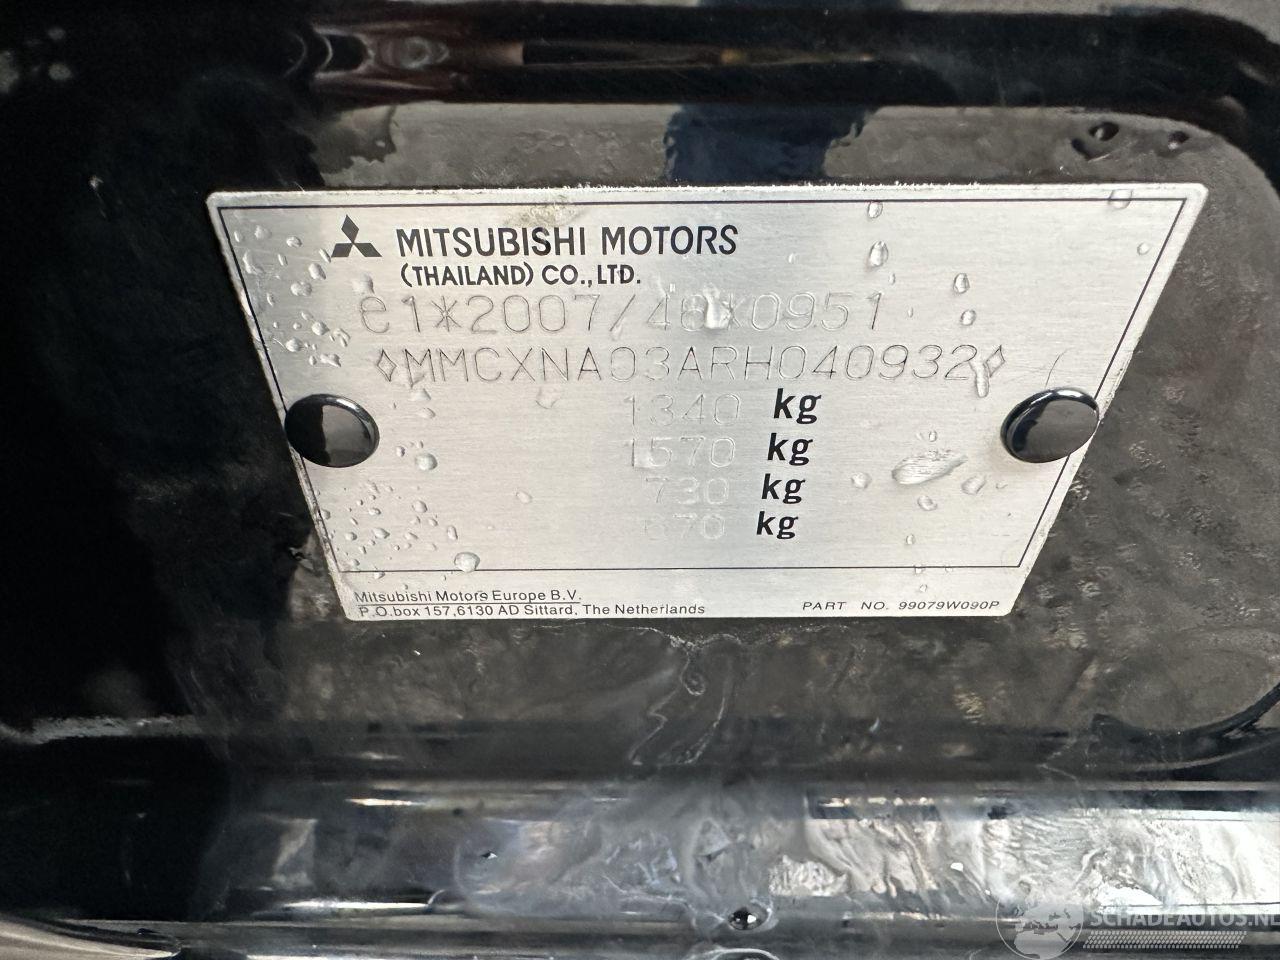 MITSUBISHI MOTORS
(THAILAND) CO.,LTD.
e1*2007/46*0951
◊MMCXNA03ARH040932◊
1340 kg
1570 kg
730 kg
670 kg
Mitsubishi Motors Europe B.V.
P.O.box 157,6130 AD Sittard, The Netherlands
PART NO. 99079W090P
SCHADEAUTOS.NL